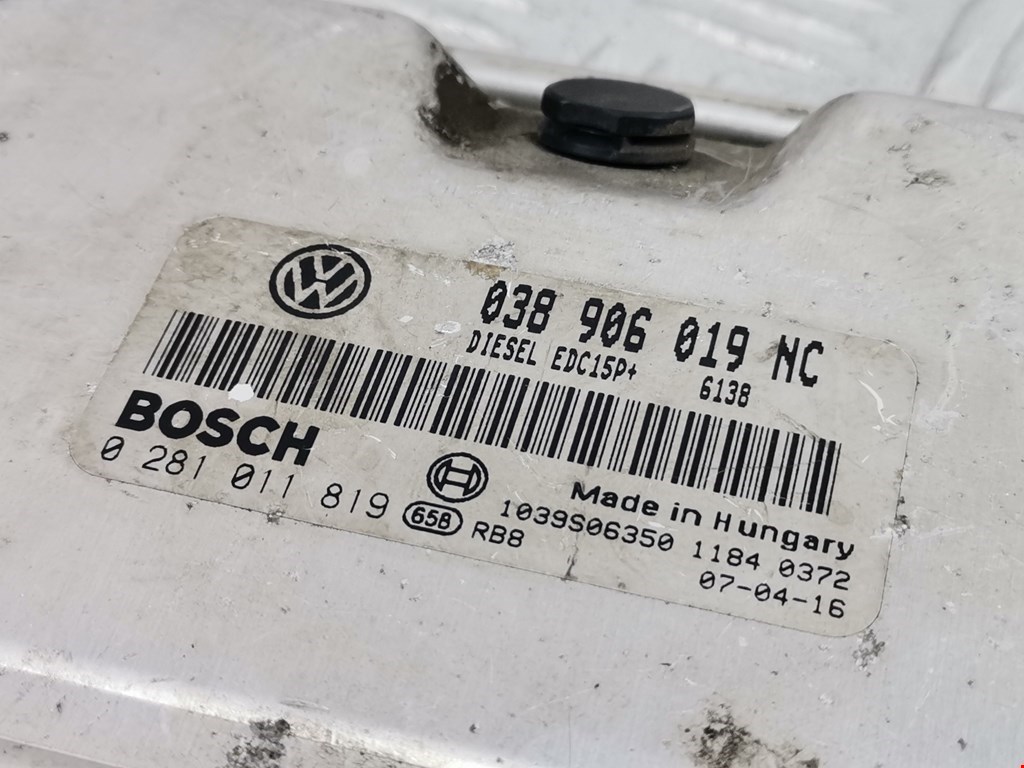 038 906 019 NC
DIESEL EDC15P+ 6138
BOSCH
0 281 011 819
Made in Hungary
658 RB8 1039S06350 1184 0372
07-04-16